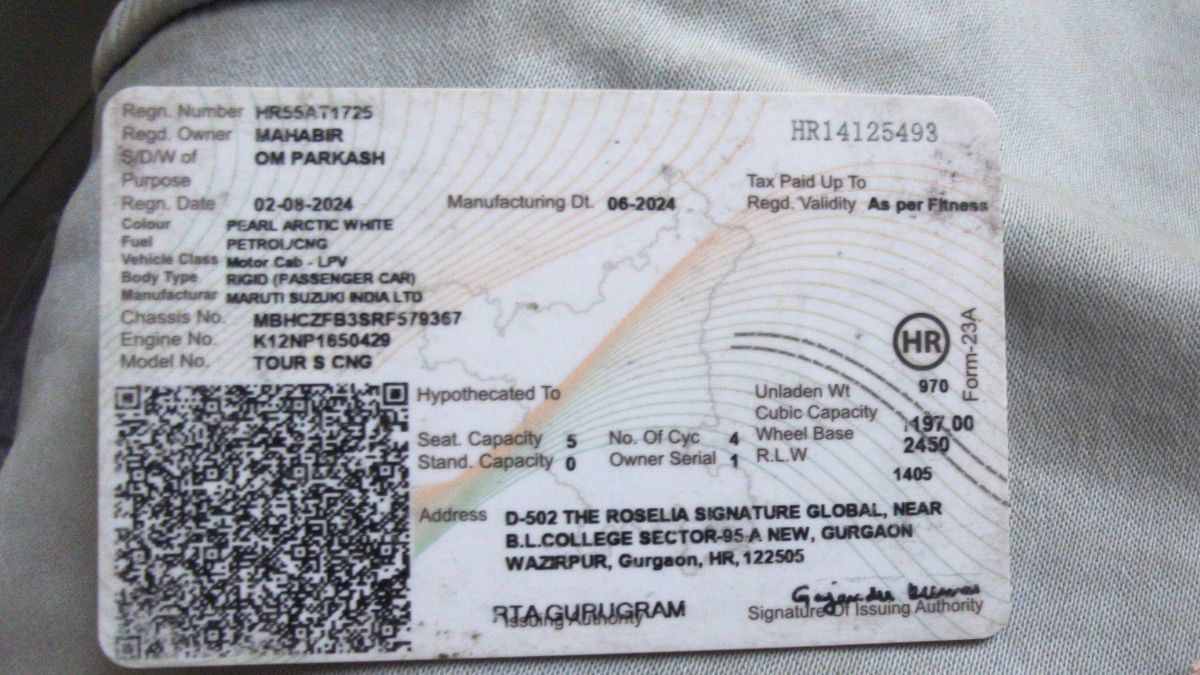 Regn. Number HR55AT1725
HR14125493
Regd. Owner MAHABIR
S/D/W of OM PARKASH
Purpose
Tax Paid Up To
Regn. Date 02-08-2024 Manufacturing Dt. 06-2024 Regd. Validity As per Fitness
Colour PEARL ARCTIC WHITE
Fuel PETROL/CNG
Vehicle Class Motor Cab - LPV
Body Type RIGID (PASSENGER CAR)
Manufacturar MARUTI SUZUKI INDIA LTD
Chassis No. MBHCZFB3SRF579367
Engine No. K12NP1650429
Model No. TOUR S CNG
HR
Form-23A
Hypothecated To
Unladen Wt 970
Cubic Capacity 197.00
Seat. Capacity 5 No. Of Cyc 4 Wheel Base 2450
Stand. Capacity 0 Owner Serial 1 R.L.W 1405
Address D-502 THE ROSELIA SIGNATURE GLOBAL, NEAR
B.L.COLLEGE SECTOR-95 A NEW, GURGAON
WAZIRPUR, Gurgaon, HR, 122505
RTA GURUGRAM
Issuing Authority
Signature Of Issuing Authority